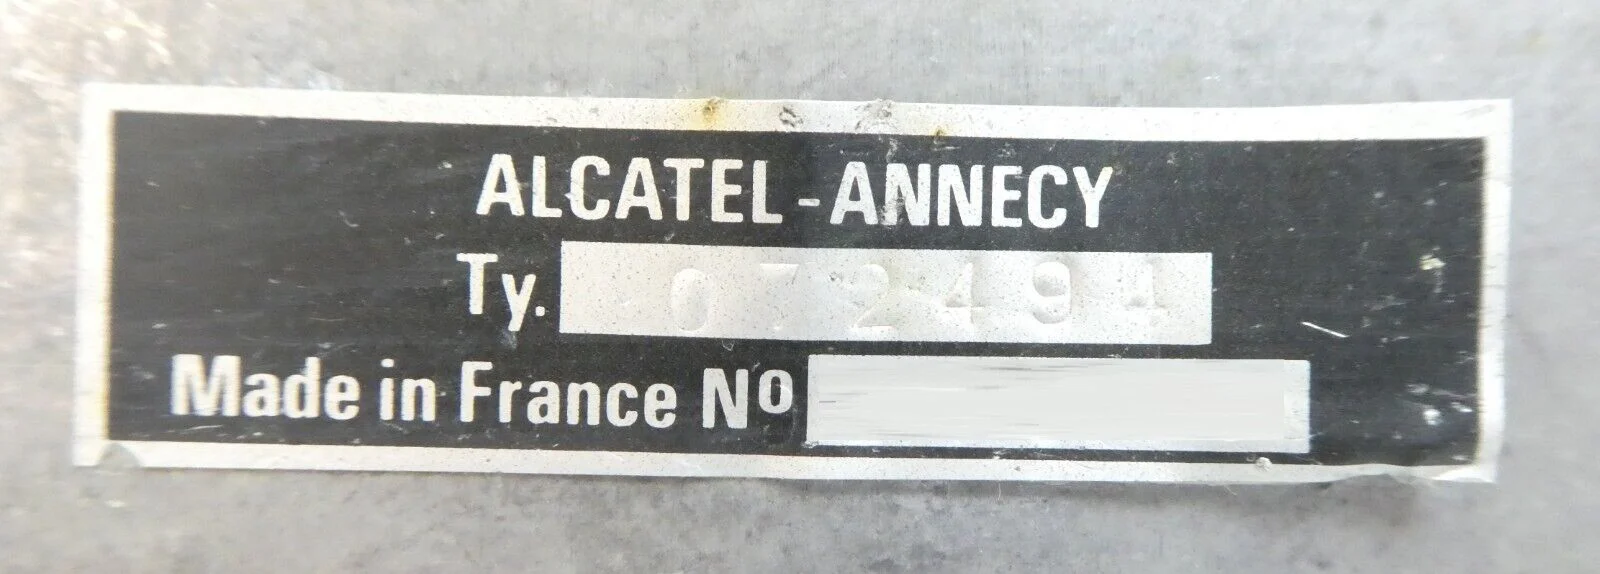 ALCATEL-ANNECY
Ty. 072494
Made in France Nº